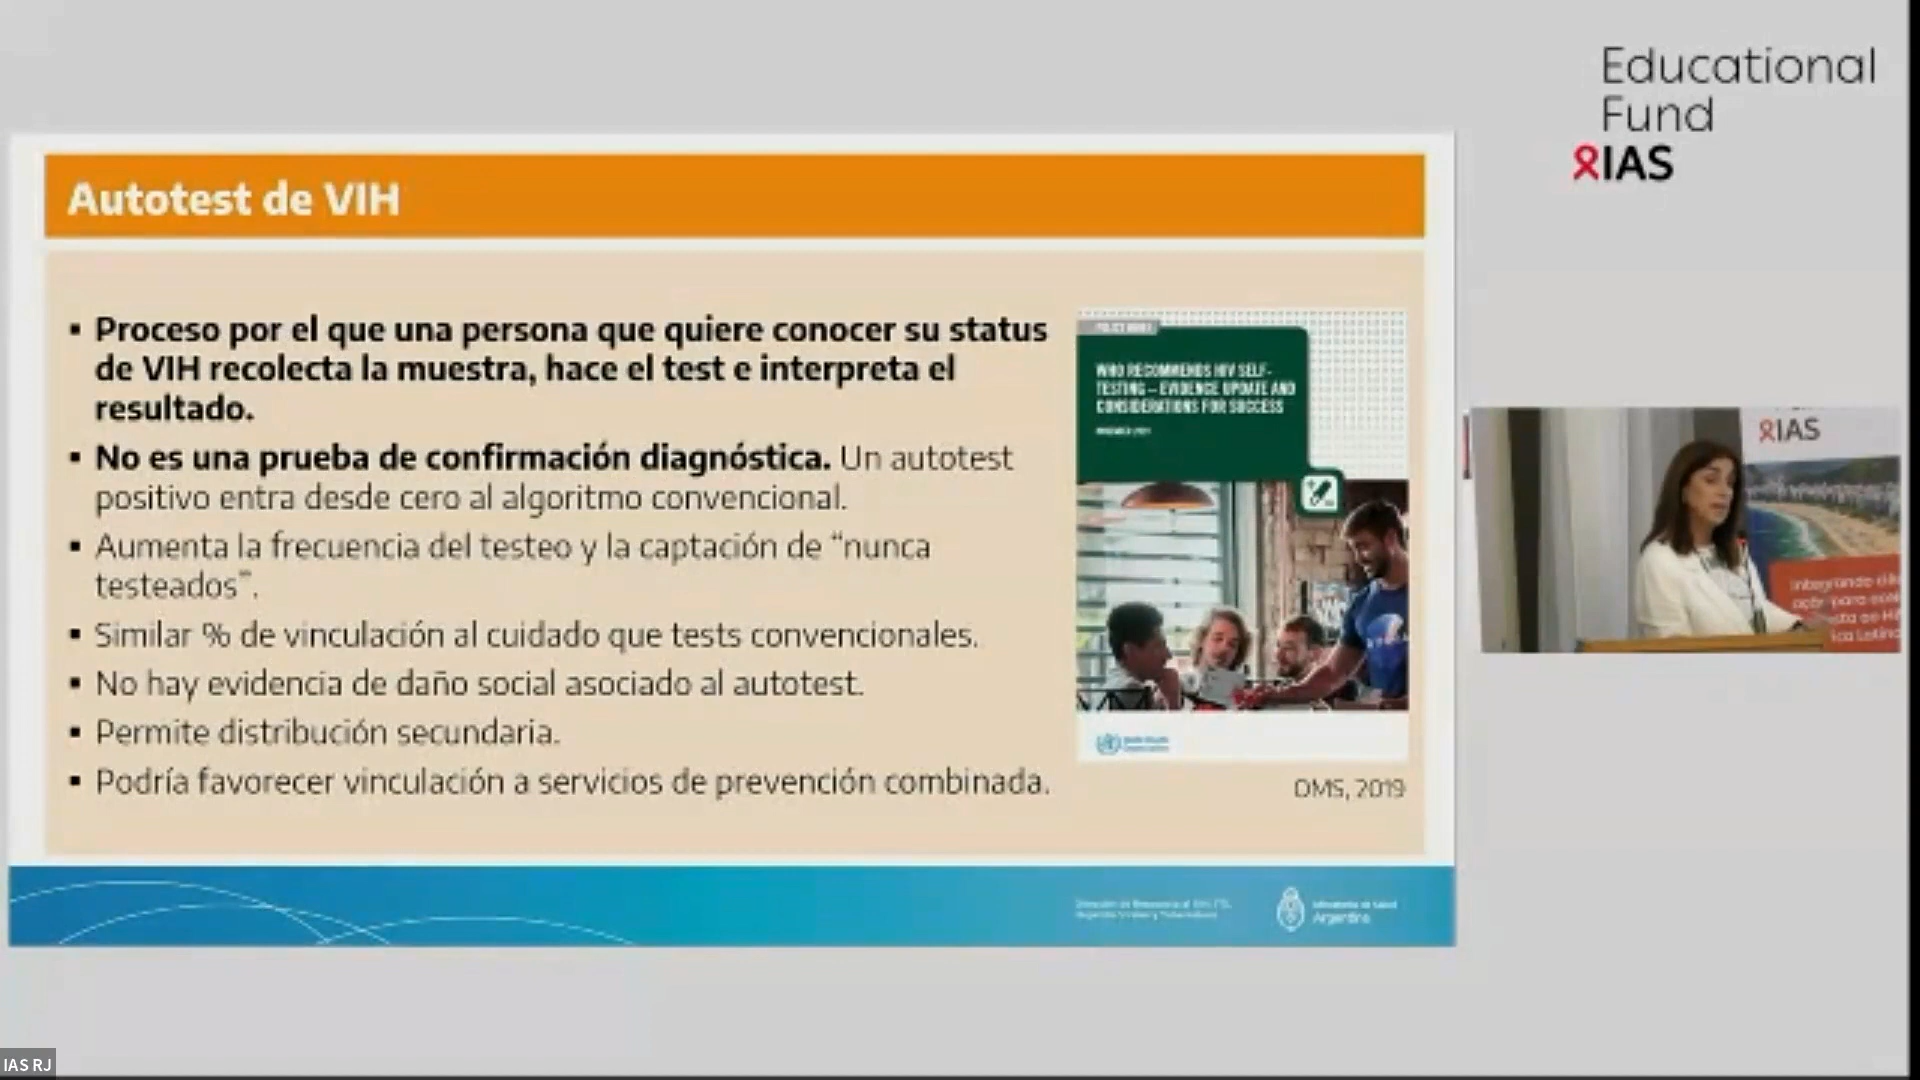 Educational
Fund
IAS
Autotest de VIH
▪ Proceso por el que una persona que quiere conocer su status
de VIH recolecta la muestra, hace el test e interpreta el
resultado.
▪ No es una prueba de confirmación diagnóstica. Un autotest
positivo entra desde cero al algoritmo convencional.
▪ Aumenta la frecuencia del testeo y la captación de “nunca
testeados”.
▪ Similar % de vinculación al cuidado que tests convencionales.
▪ No hay evidencia de daño social asociado al autotest.
▪ Permite distribución secundaria.
▪ Podría favorecer vinculación a servicios de prevención combinada.
WHO RECOMMENDS HIV SELF-
TESTING – EVIDENCE UPDATE AND
CONSIDERATIONS FOR SUCCESS
OMS, 2019
Argentina
IAS
Integrando
para
IAS RJ